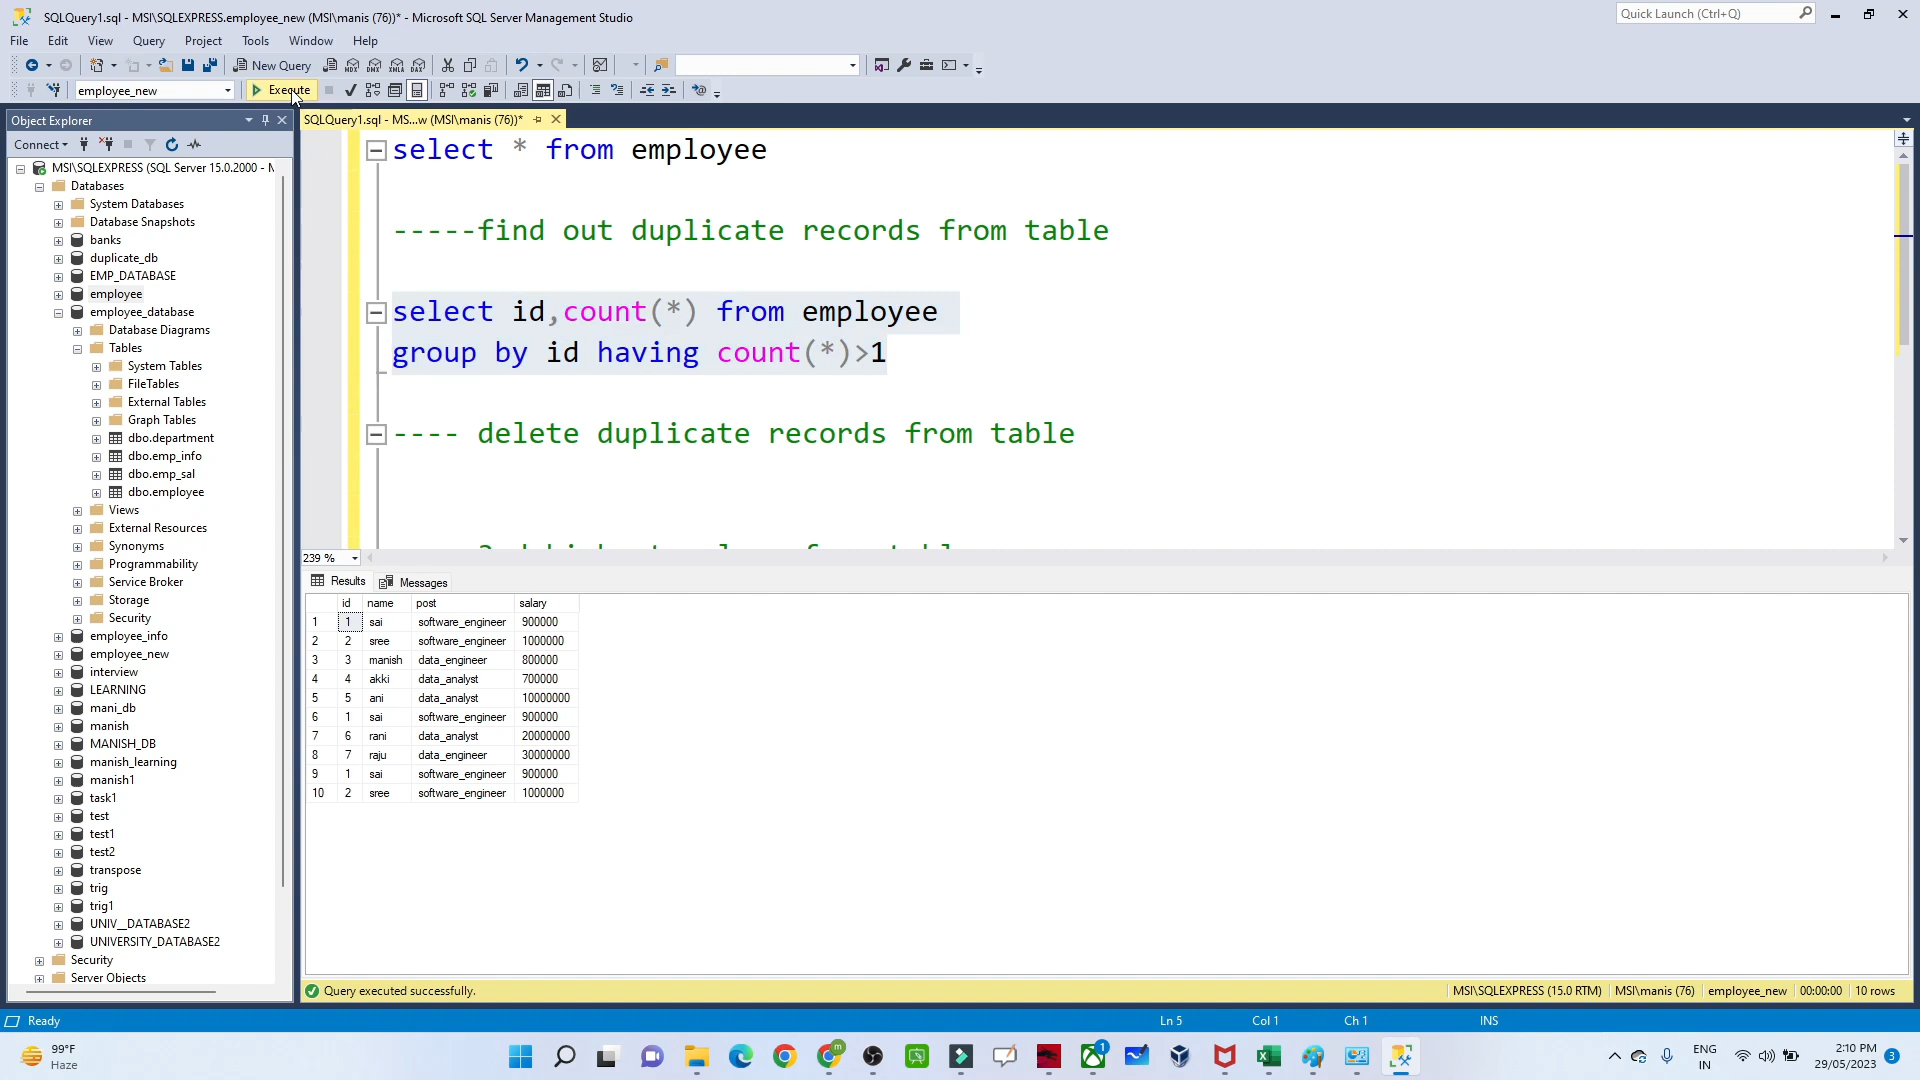 SQLQuery1.sql - MSI\SQLEXPRESS.employee_new (MSI\manis (76))* - Microsoft SQL Server Management Studio
Quick Launch (Ctrl+Q)
File Edit View Query Project Tools Window Help
New Query
MDX DMX XMLA DAX
employee_new
Execute
Object Explorer
SQLQuery1.sql - MS...w (MSI\manis (76))*
Connect
MSI\SQLEXPRESS (SQL Server 15.0.2000 - M
Databases
System Databases
Database Snapshots
banks
duplicate_db
EMP_DATABASE
employee
employee_database
Database Diagrams
Tables
System Tables
FileTables
External Tables
Graph Tables
dbo.department
dbo.emp_info
dbo.emp_sal
dbo.employee
Views
External Resources
Synonyms
Programmability
Service Broker
Storage
Security
employee_info
employee_new
interview
LEARNING
mani_db
manish
MANISH_DB
manish_learning
manish1
task1
test
test1
test2
transpose
trig
trig1
UNIV__DATABASE2
UNIVERSITY_DATABASE2
Security
Server Objects
select * from employee
-----find out duplicate records from table
select id,count(*) from employee
group by id having count(*)>1
---- delete duplicate records from table
239 %
Results Messages
id name post salary
1 1 sai software_engineer 900000
2 2 sree software_engineer 1000000
3 3 manish data_engineer 800000
4 4 akki data_analyst 700000
5 5 ani data_analyst 10000000
6 1 sai software_engineer 900000
7 6 rani data_analyst 20000000
8 7 raju data_engineer 30000000
9 1 sai software_engineer 900000
10 2 sree software_engineer 1000000
Query executed successfully.
MSI\SQLEXPRESS (15.0 RTM) MSI\manis (76) employee_new 00:00:00 10 rows
Ready
Ln 5 Col 1 Ch 1 INS
99°F
Haze
m
1
ENG
IN
2:10 PM
29/05/2023
3